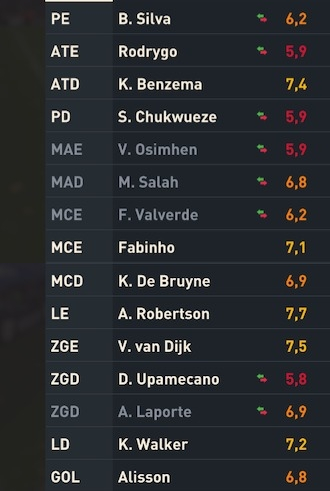 PE B. Silva 6,2
ATE Rodrygo 5,9
ATD K. Benzema 7,4
PD S. Chukwueze 5,9
MAE V. Osimhen 5,9
MAD M. Salah 6,8
MCE F. Valverde 6,2
MCE Fabinho 7,1
MCD K. De Bruyne 6,9
LE A. Robertson 7,7
ZGE V. van Dijk 7,5
ZGD D. Upamecano 5,8
ZGD A. Laporte 6,9
LD K. Walker 7,2
GOL Alisson 6,8